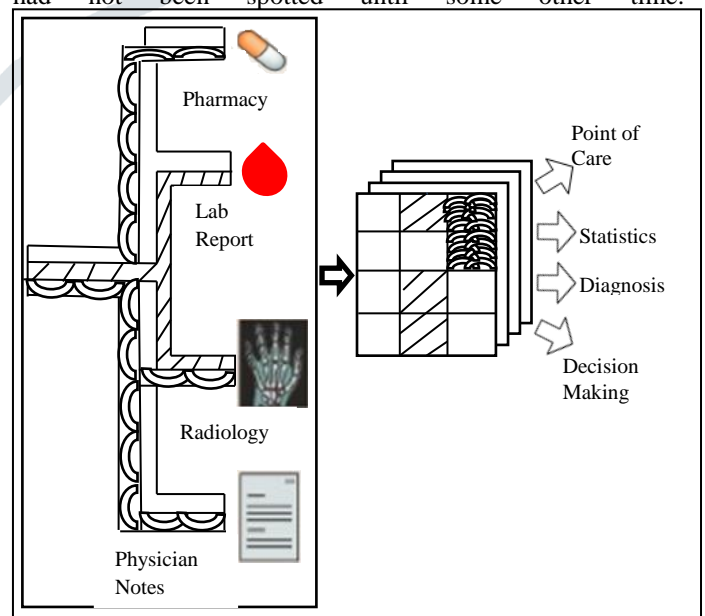 had not been spotted until some other time.
Pharmacy
Lab
Report
Radiology
Physician
Notes
Point of
Care
Statistics
Diagnosis
Decision
Making